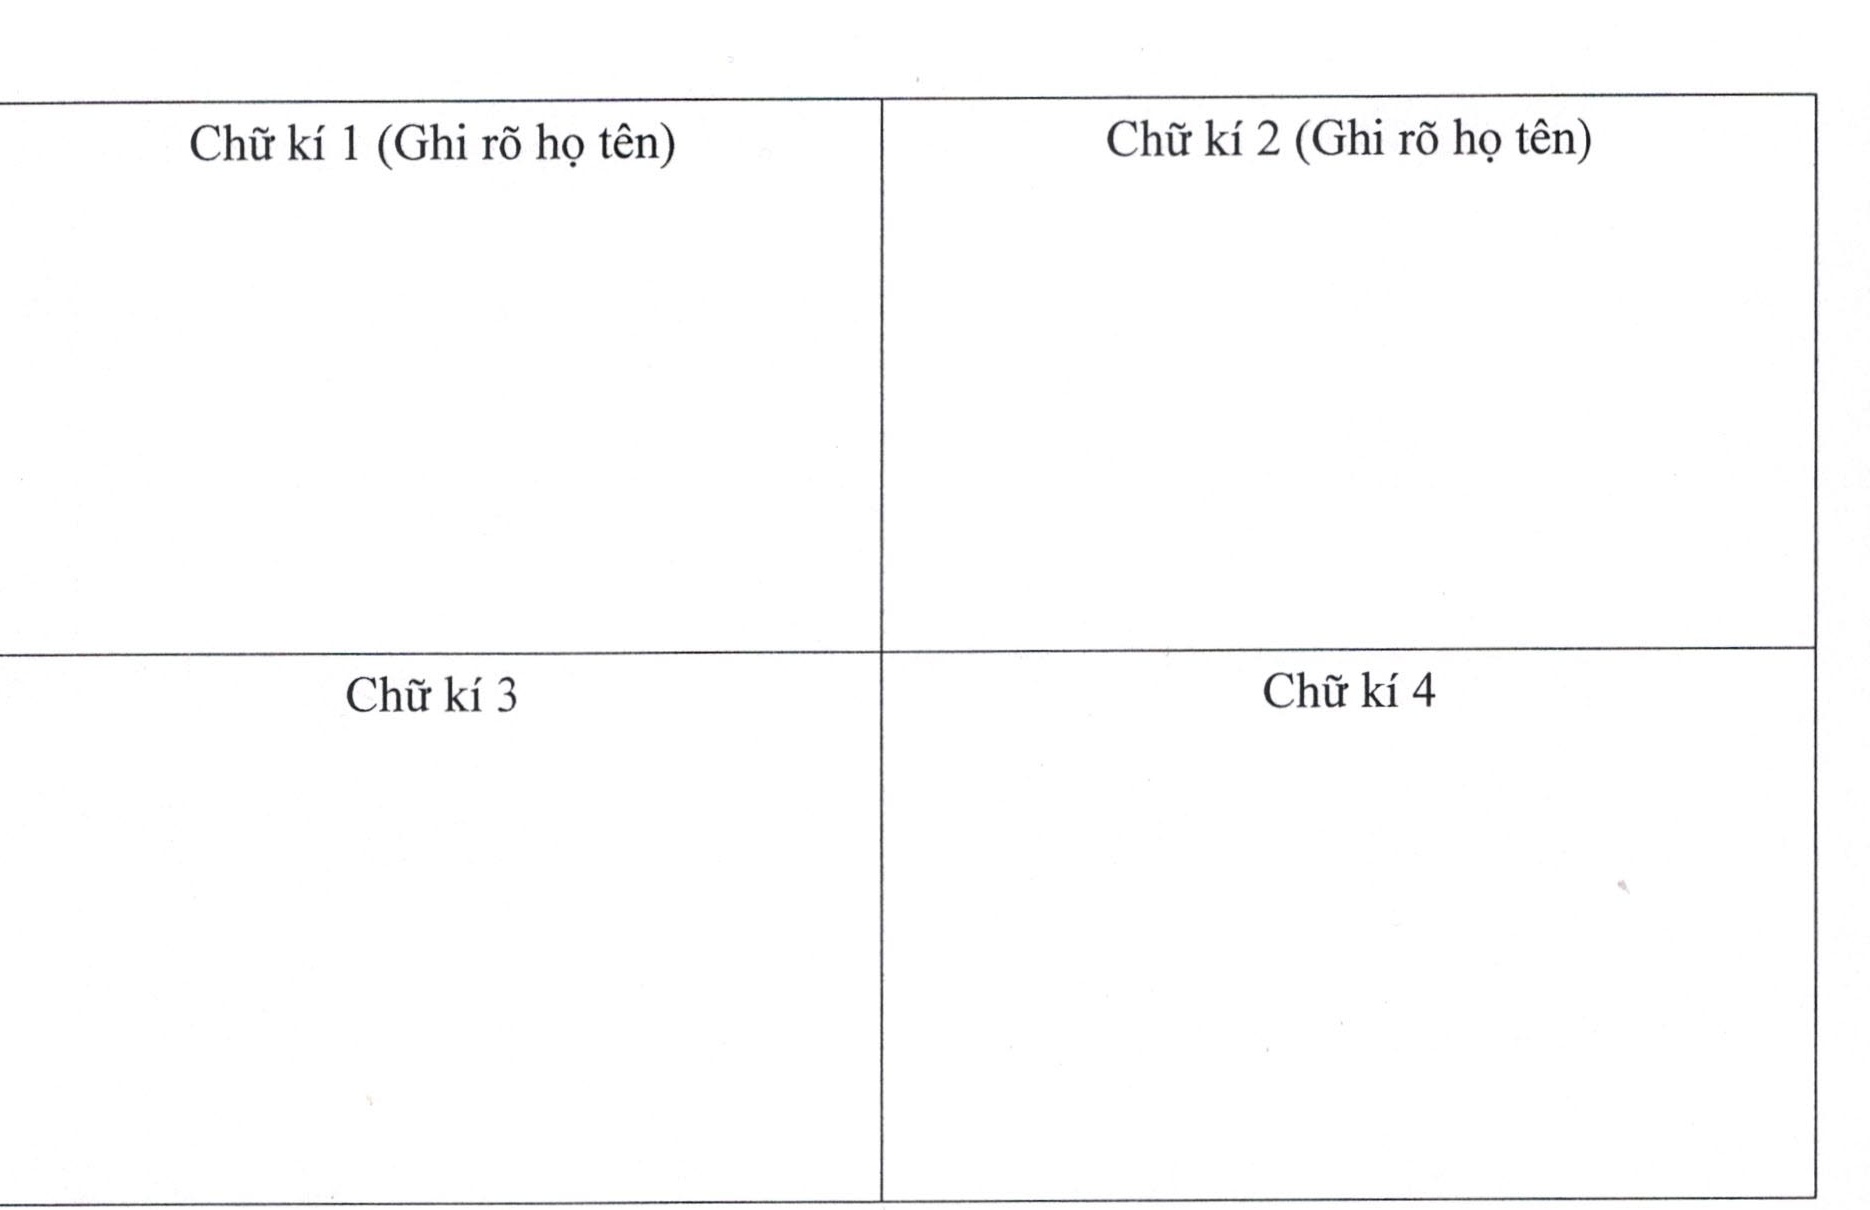 Chữ kí 1 (Ghi rõ họ tên)
Chữ kí 2 (Ghi rõ họ tên)
Chữ kí 3
Chữ kí 4